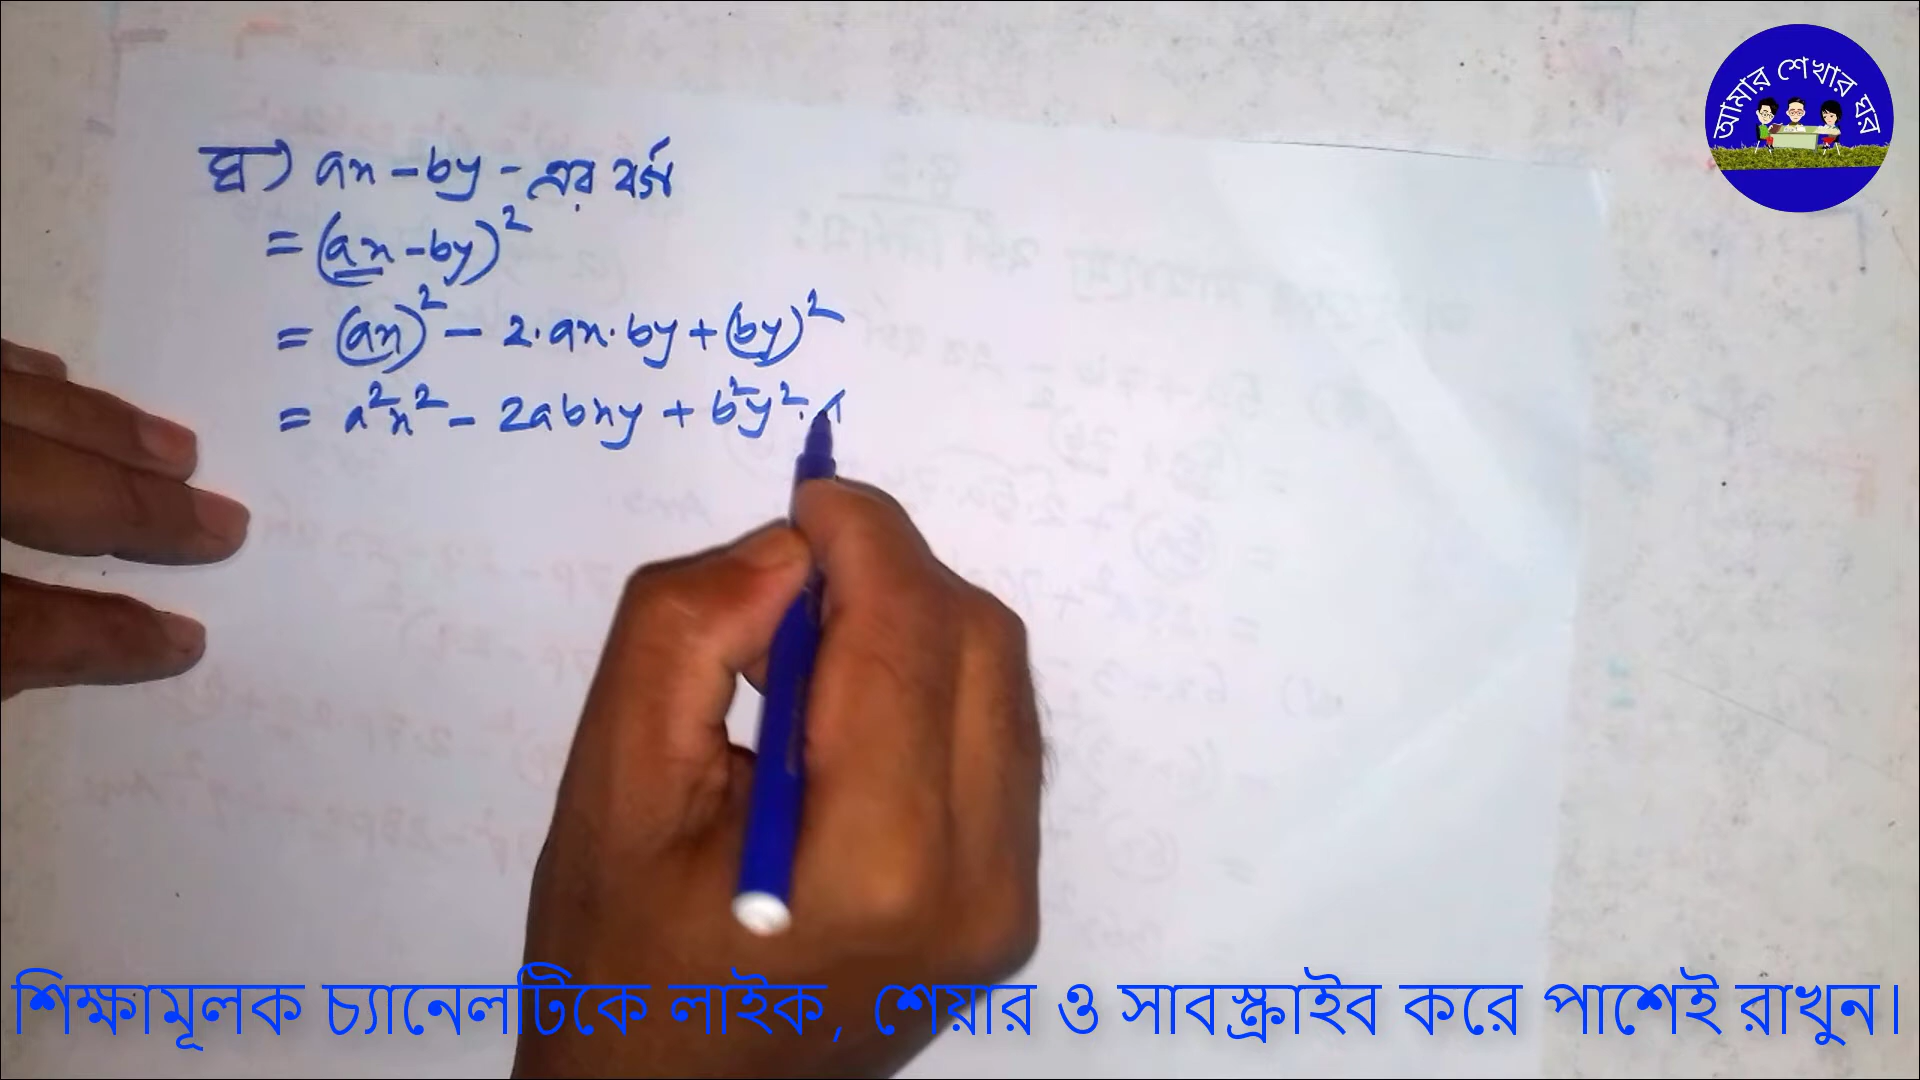 আমার শেখার ঘর
ঘ) ax - by - এর বর্গ
= (ax - by)²
= (ax)² - 2·ax·by + (by)²
= a²x² - 2abxy + b²y².
শিক্ষামূলক চ্যানেলটিকে লাইক, শেয়ার ও সাবস্ক্রাইব করে পাশেই রাখুন।